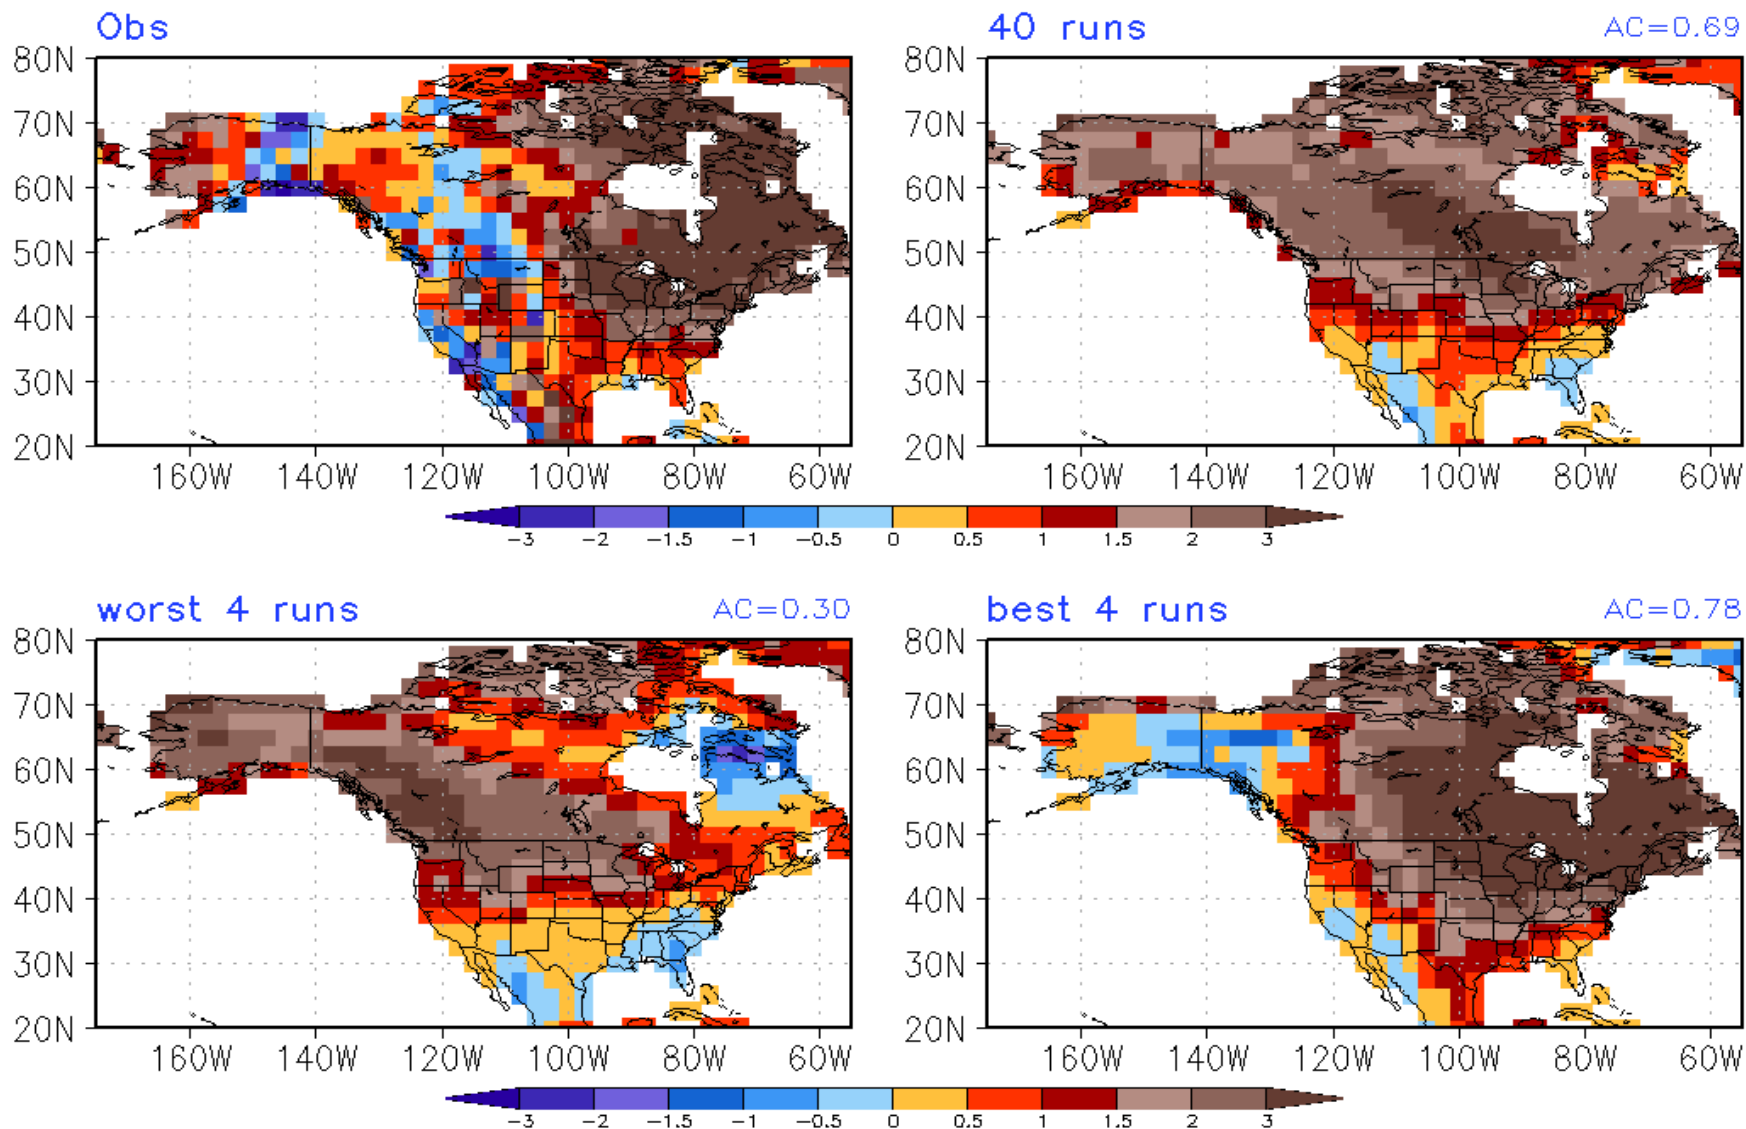 Obs
40 runs
AC=0.69
80N
70N
60N
50N
40N
30N
20N
160W 140W 120W 100W 80W 60W
80N
70N
60N
50N
40N
30N
20N
160W 140W 120W 100W 80W 60W
-3 -2 -1.5 -1 -0.5 0 0.5 1 1.5 2 3
worst 4 runs
AC=0.30
best 4 runs
AC=0.78
80N
70N
60N
50N
40N
30N
20N
160W 140W 120W 100W 80W 60W
80N
70N
60N
50N
40N
30N
20N
160W 140W 120W 100W 80W 60W
-3 -2 -1.5 -1 -0.5 0 0.5 1 1.5 2 3